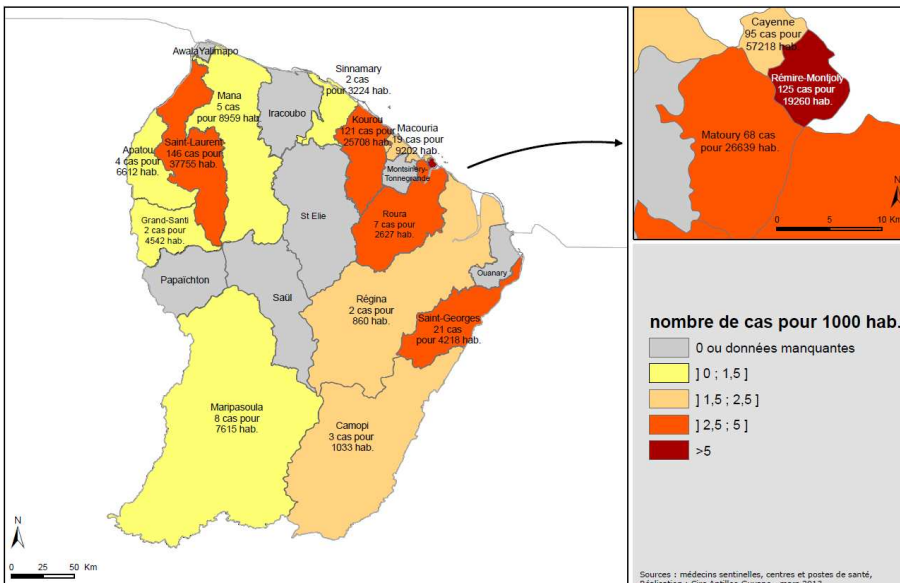 Awala Yalimapo
Mana
5 cas
pour 8959 hab.
Iracoubo
Sinnamary
2 cas
pour 3224 hab.
Kourou
121 cas pour
25708 hab.
Macouria
19 cas pour
9202 hab.
Montsinéry-
Tonnegrande
Apatou
4 cas pour
6612 hab.
Saint-Laurent
146 cas pour
37755 hab.
Grand-Santi
2 cas pour
4542 hab.
St Elie
Roura
7 cas pour
2627 hab.
Papaïchton
Saül
Régina
2 cas pour
860 hab.
Ouanary
Saint-Georges
21 cas
pour 4218 hab.
Maripasoula
8 cas pour
7615 hab.
Camopi
3 cas pour
1033 hab.
N
0 25 50 Km
Cayenne
95 cas pour
57218 hab.
Rémire-Montjoly
125 cas pour
19260 hab.
Matoury 68 cas
pour 26639 hab.
N
0 5 10 Km
nombre de cas pour 1000 hab.
0 ou données manquantes
] 0 ; 1,5 ]
] 1,5 ; 2,5 ]
] 2,5 ; 5 ]
>5
Sources : médecins sentinelles, centres et postes de santé,
Réalisation : Cire Antilles Guyane - mars 2013